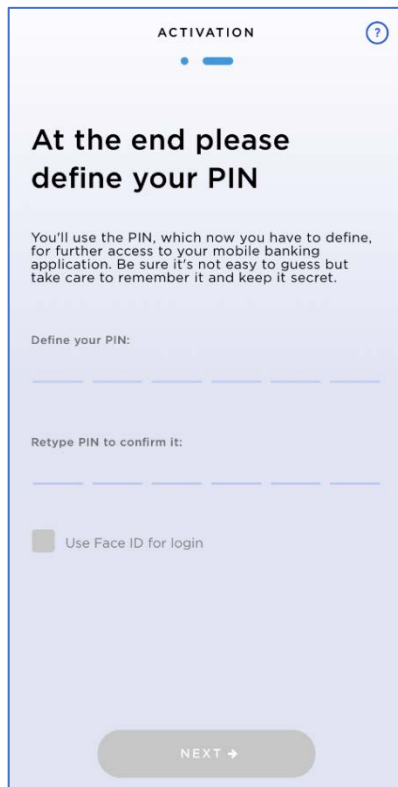 ACTIVATION
?
At the end please
define your PIN
You'll use the PIN, which now you have to define,
for further access to your mobile banking
application. Be sure it's not easy to guess but
take care to remember it and keep it secret.
Define your PIN:
Retype PIN to confirm it:
Use Face ID for login
NEXT →